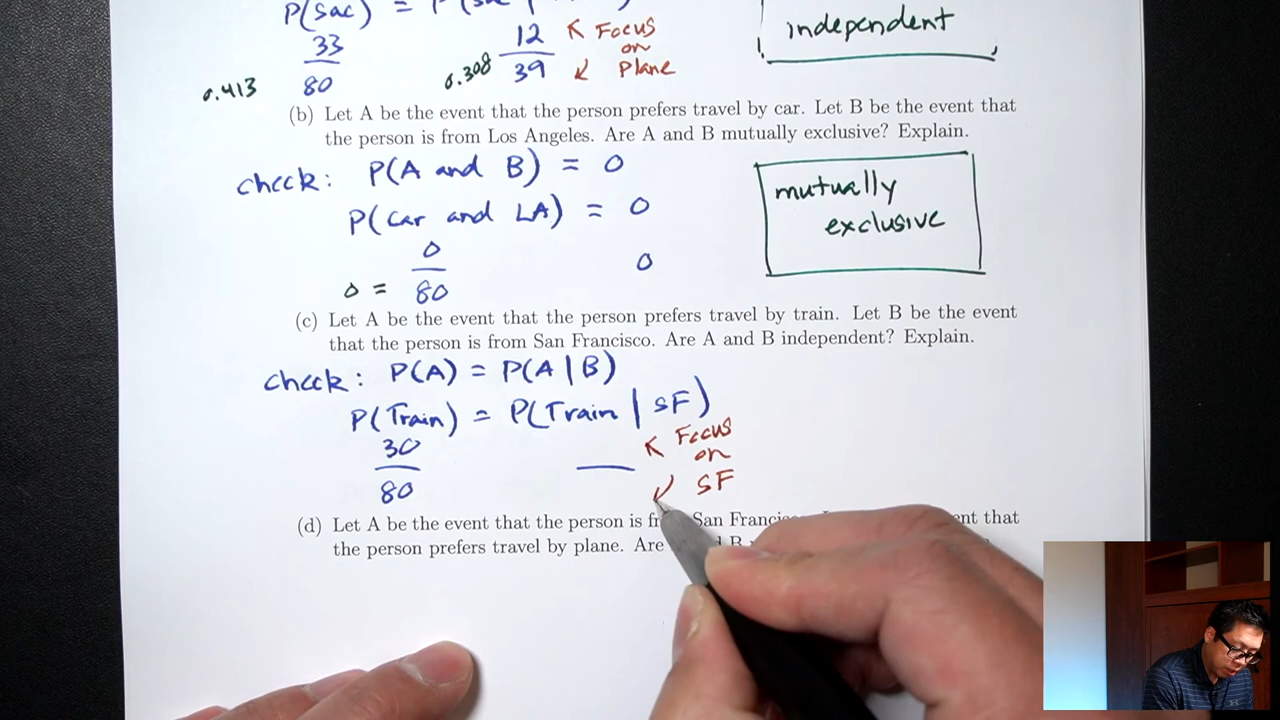 P(Sac) =
33
80
0.413
12
39
0.308
Focus
on
Plane
independent
(b) Let A be the event that the person prefers travel by car. Let B be the event that
the person is from Los Angeles. Are A and B mutually exclusive? Explain.
check: P(A and B) = 0
P(Car and LA) = 0
0
80
0 =
0
mutually
exclusive
(c) Let A be the event that the person prefers travel by train. Let B be the event
that the person is from San Francisco. Are A and B independent? Explain.
check: P(A) = P(A | B)
P(Train) = P(Train | SF)
30
80
Focus
on
SF
(d) Let A be the event that the person is San ent that
the person prefers travel by plane. Are B